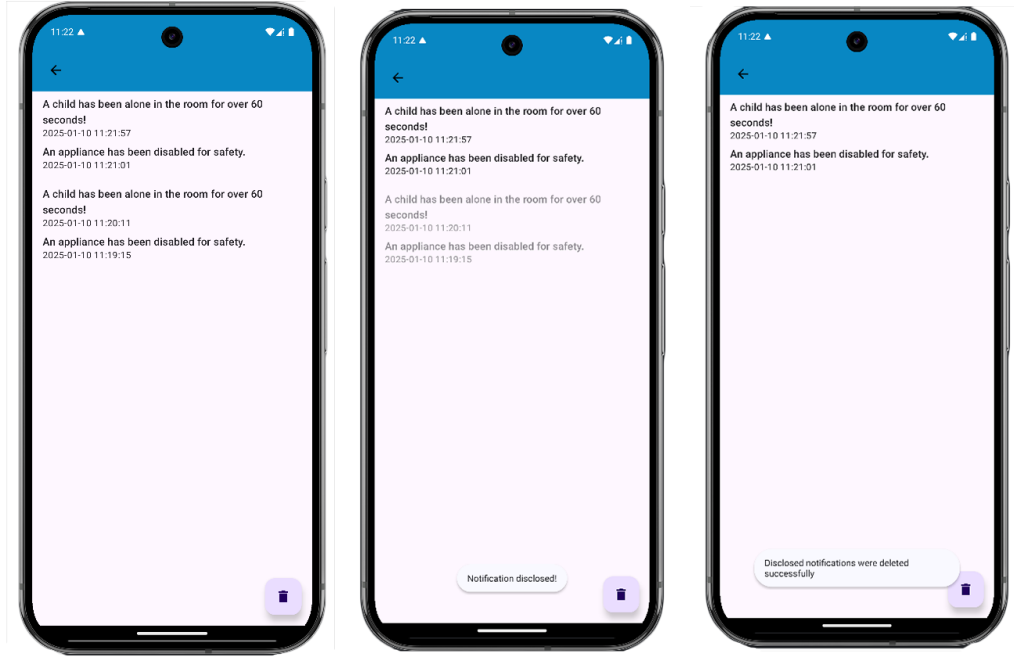 11:22
A child has been alone in the room for over 60
seconds!
2025-01-10 11:21:57
An appliance has been disabled for safety.
2025-01-10 11:21:01
A child has been alone in the room for over 60
seconds!
2025-01-10 11:20:11
An appliance has been disabled for safety.
2025-01-10 11:19:15
11:22
A child has been alone in the room for over 60
seconds!
2025-01-10 11:21:57
An appliance has been disabled for safety.
2025-01-10 11:21:01
A child has been alone in the room for over 60
seconds!
2025-01-10 11:20:11
An appliance has been disabled for safety.
2025-01-10 11:19:15
Notification disclosed!
11:22
A child has been alone in the room for over 60
seconds!
2025-01-10 11:21:57
An appliance has been disabled for safety.
2025-01-10 11:21:01
Disclosed notifications were deleted
successfully